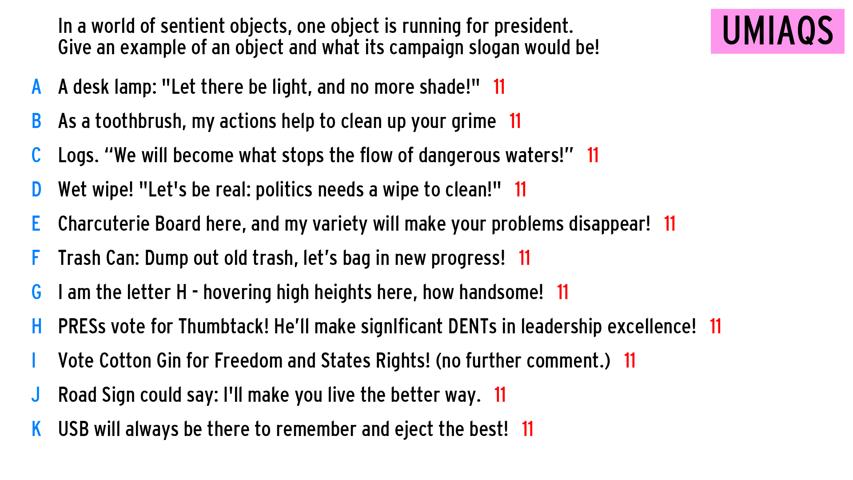 In a world of sentient objects, one object is running for president.
Give an example of an object and what its campaign slogan would be!
UMIAQS
A A desk lamp: "Let there be light, and no more shade!" 11
B As a toothbrush, my actions help to clean up your grime 11
C Logs. “We will become what stops the flow of dangerous waters!” 11
D Wet wipe! "Let's be real: politics needs a wipe to clean!" 11
E Charcuterie Board here, and my variety will make your problems disappear! 11
F Trash Can: Dump out old trash, let’s bag in new progress! 11
G I am the letter H - hovering high heights here, how handsome! 11
H PRESs vote for Thumbtack! He’ll make signIficant DENTs in leadership excellence! 11
I Vote Cotton Gin for Freedom and States Rights! (no further comment.) 11
J Road Sign could say: I'll make you live the better way. 11
K USB will always be there to remember and eject the best! 11